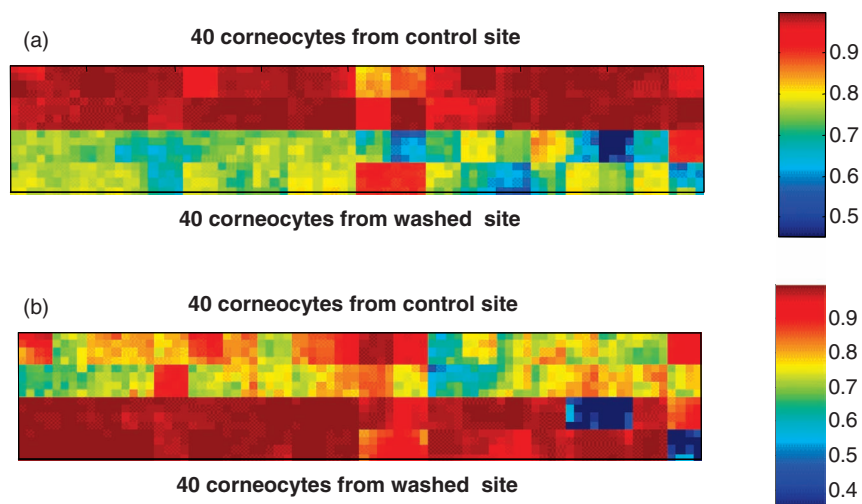 (a)
40 corneocytes from control site
0.9
0.8
0.7
0.6
0.5
40 corneocytes from washed site
(b)
40 corneocytes from control site
0.9
0.8
0.7
0.6
0.5
0.4
40 corneocytes from washed site